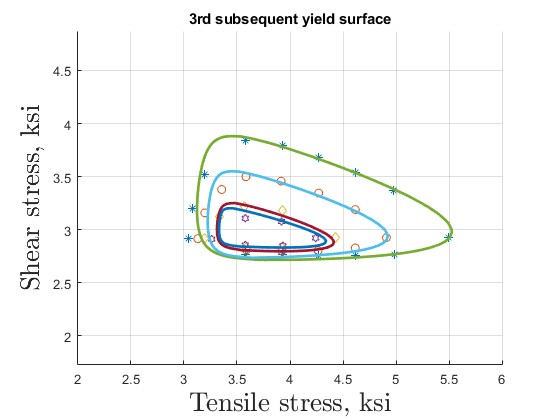 3rd subsequent yield surface
Shear stress, ksi
4.5
4
3.5
3
2.5
2
2 2.5 3 3.5 4 4.5 5 5.5 6
Tensile stress, ksi